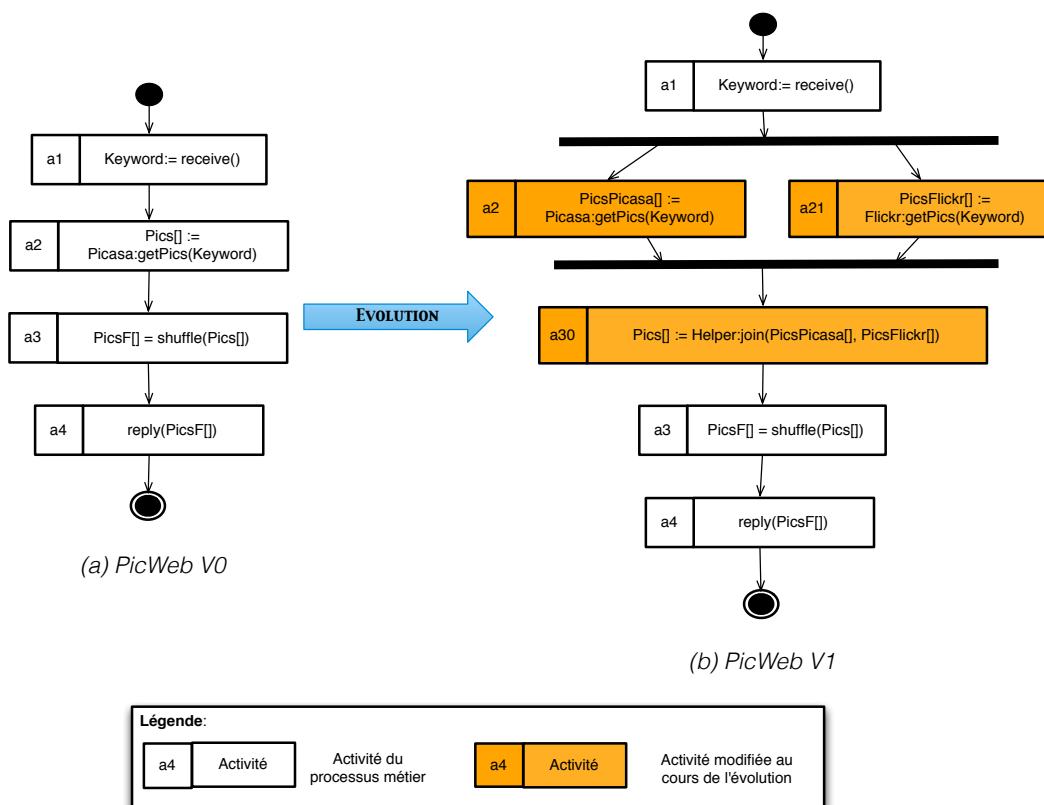 a1
Keyword:= receive()
a2
Pics[] :=
Picasa:getPics(Keyword)
a3
PicsF[] = shuffle(Pics[])
a4
reply(PicsF[])
(a) PicWeb V0
EVOLUTION
a1
Keyword:= receive()
a2
PicsPicasa[] :=
Picasa:getPics(Keyword)
a21
PicsFlickr[] :=
Flickr:getPics(Keyword)
a30
Pics[] := Helper:join(PicsPicasa[], PicsFlickr[])
a3
PicsF[] = shuffle(Pics[])
a4
reply(PicsF[])
(b) PicWeb V1
Légende:
a4
Activité
Activité du
processus métier
a4
Activité
Activité modifiée au
cours de l'évolution